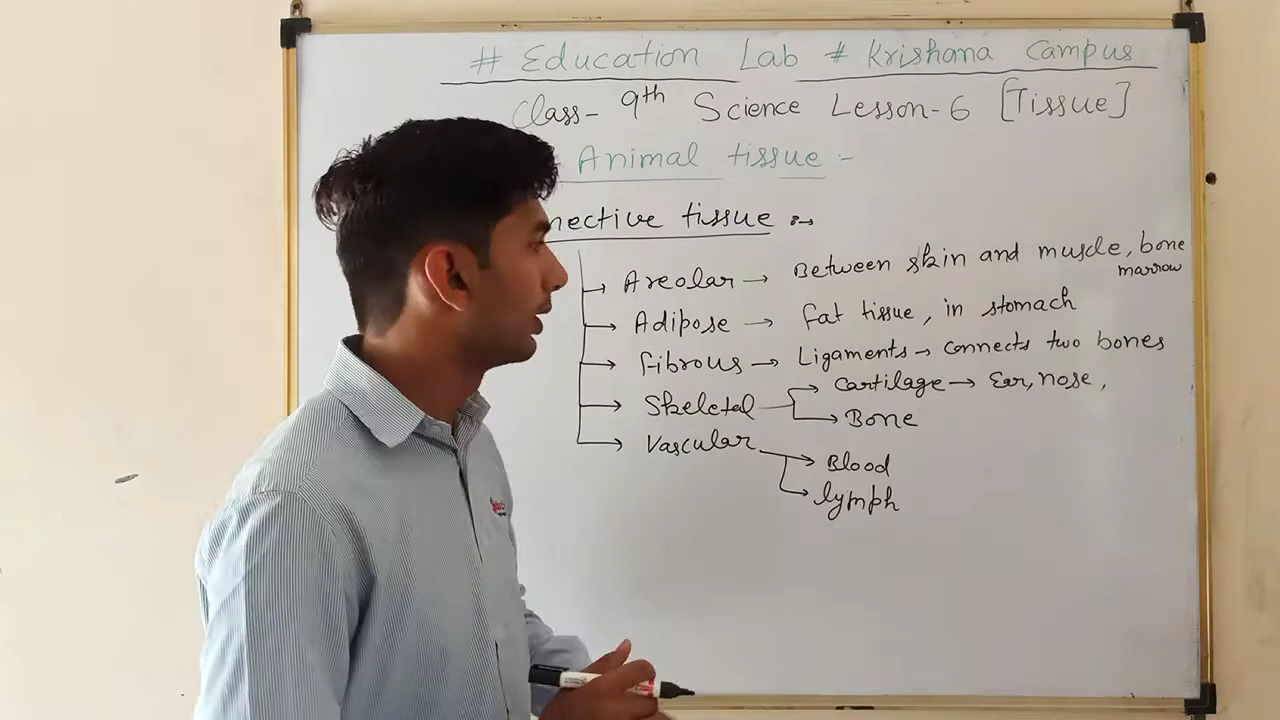 # Education Lab # Krishana Campus
Class- 9th Science Lesson-6 [Tissue]
Animal tissue :-
nective tissue :→
Areolar → Between skin and muscle, bone marrow
Adipose → fat tissue, in stomach
fibrous → Ligaments → connects two bones
Skeletal → Cartilage → Ear, nose,
→ Bone
Vascular → Blood
→ lymph